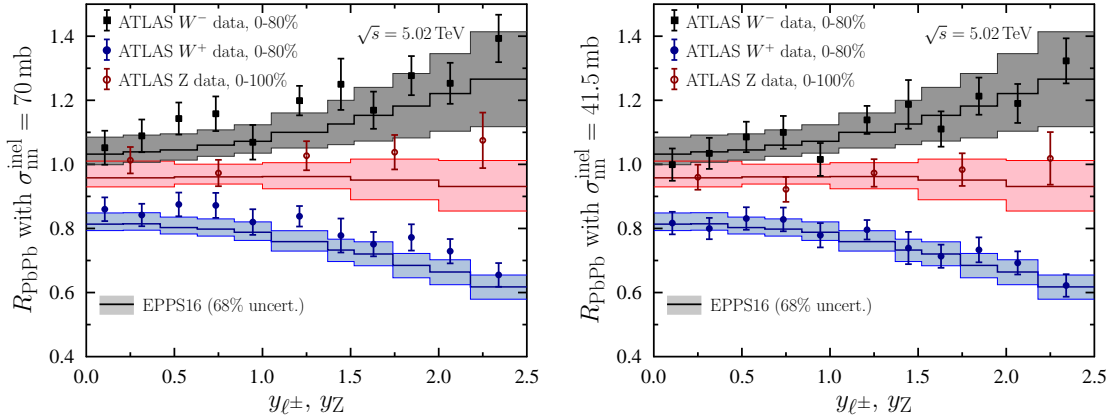 R_PbPb with σ_nn^inel = 70 mb
ATLAS W⁻ data, 0-80%
ATLAS W⁺ data, 0-80%
ATLAS Z data, 0-100%
√s = 5.02 TeV
EPPS16 (68% uncert.)
1.4
1.2
1.0
0.8
0.6
0.4
0.0 0.5 1.0 1.5 2.0 2.5
y_ℓ±, y_Z
R_PbPb with σ_nn^inel = 41.5 mb
ATLAS W⁻ data, 0-80%
ATLAS W⁺ data, 0-80%
ATLAS Z data, 0-100%
√s = 5.02 TeV
EPPS16 (68% uncert.)
1.4
1.2
1.0
0.8
0.6
0.4
0.0 0.5 1.0 1.5 2.0 2.5
y_ℓ±, y_Z